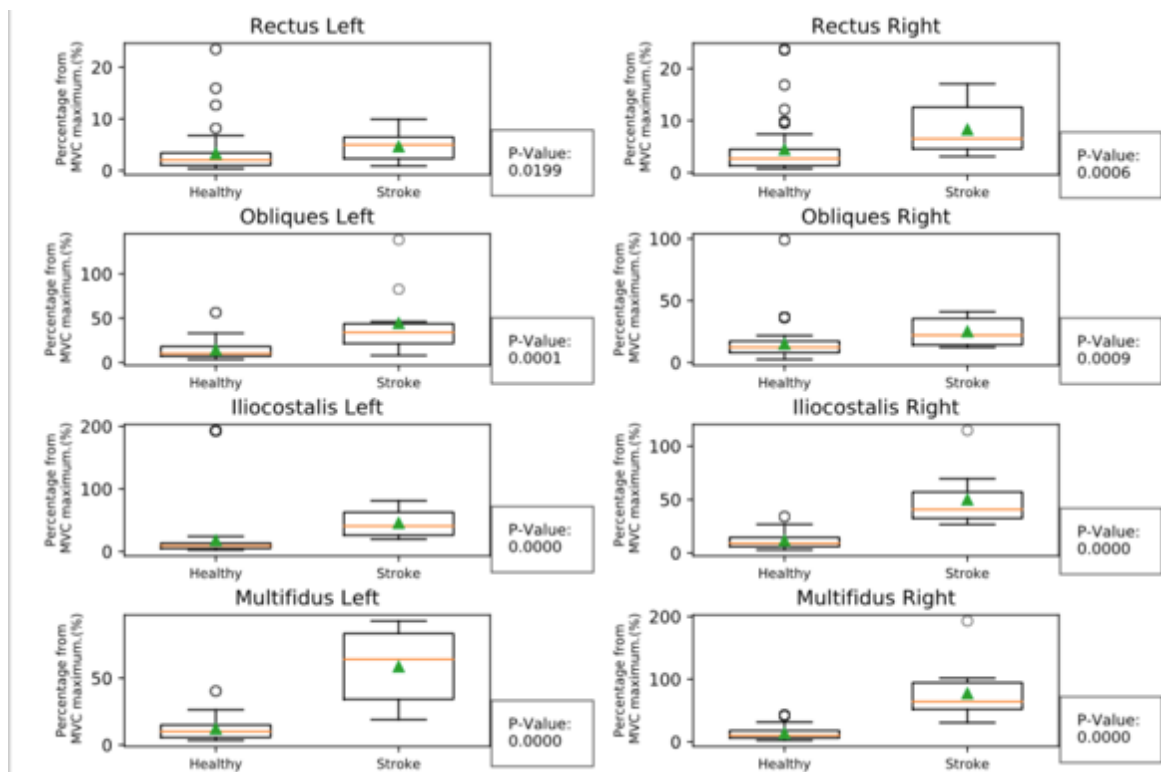 Rectus Left
Percentage from
MVC maximum.(%)
20
10
0
Healthy
Stroke
P-Value:
0.0199
Rectus Right
Percentage from
MVC maximum.(%)
20
10
0
Healthy
Stroke
P-Value:
0.0006
Obliques Left
Percentage from
MVC maximum.(%)
100
50
0
Healthy
Stroke
P-Value:
0.0001
Obliques Right
Percentage from
MVC maximum.(%)
100
50
0
Healthy
Stroke
P-Value:
0.0009
Iliocostalis Left
Percentage from
MVC maximum.(%)
200
100
0
Healthy
Stroke
P-Value:
0.0000
Iliocostalis Right
Percentage from
MVC maximum.(%)
100
50
0
Healthy
Stroke
P-Value:
0.0000
Multifidus Left
Percentage from
MVC maximum.(%)
50
0
Healthy
Stroke
P-Value:
0.0000
Multifidus Right
Percentage from
MVC maximum.(%)
200
100
0
Healthy
Stroke
P-Value:
0.0000